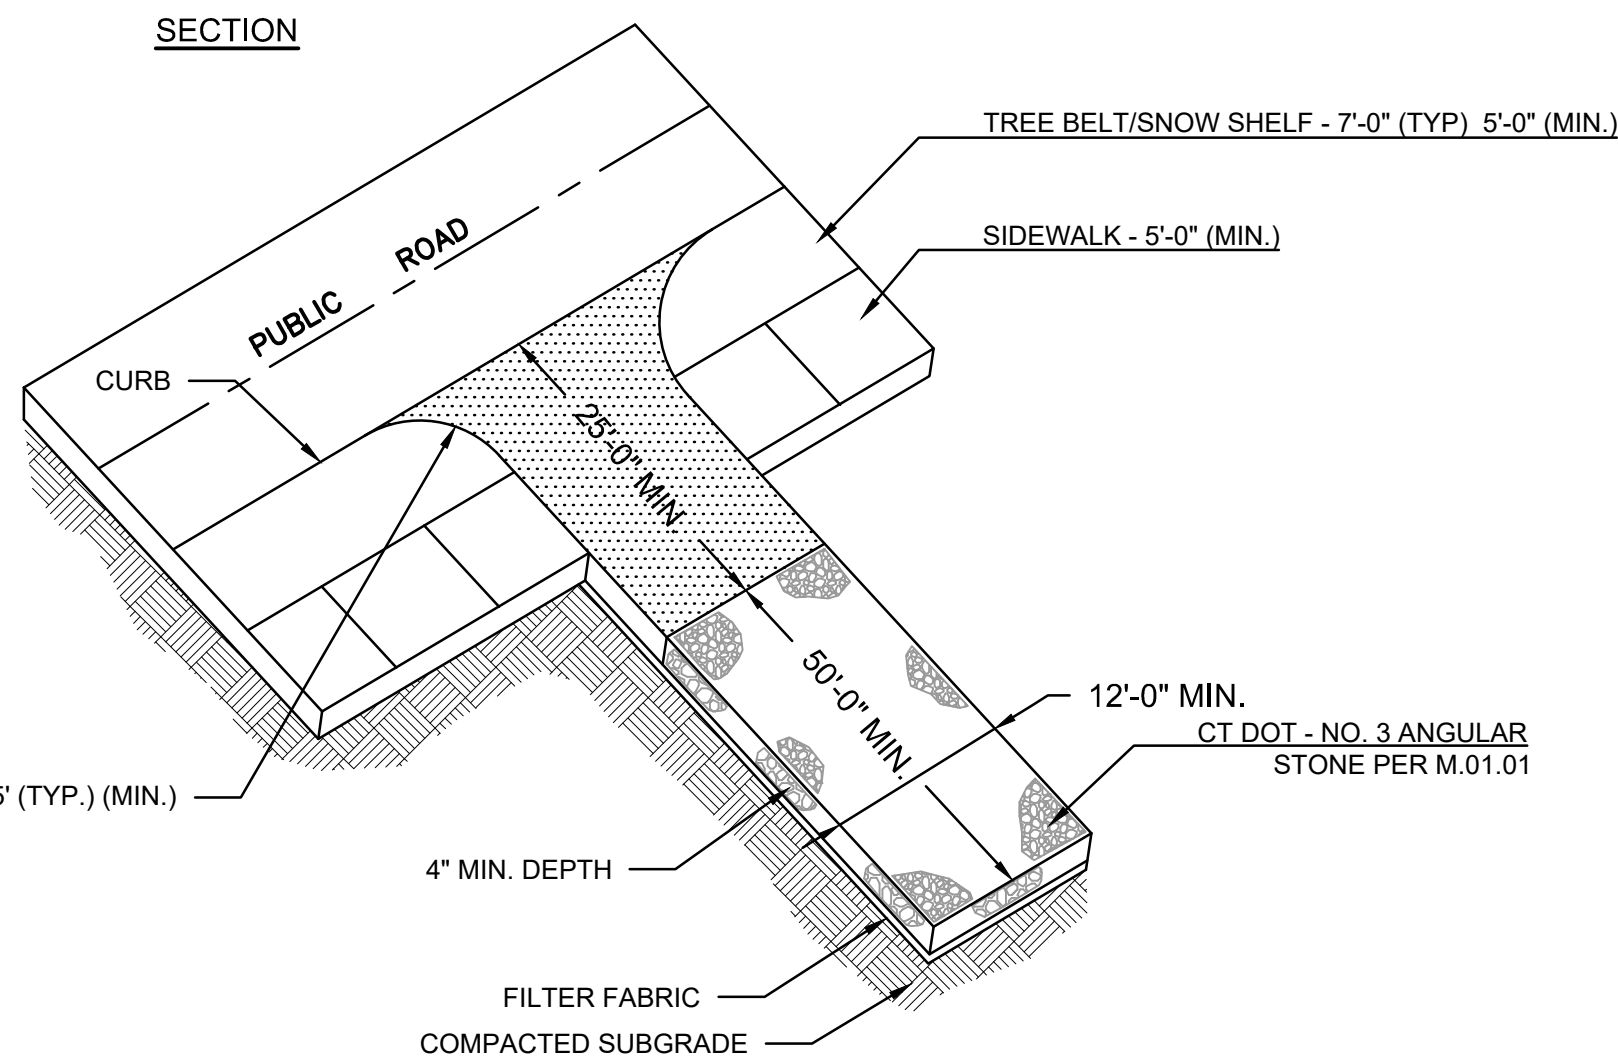 SECTION
TREE BELT/SNOW SHELF - 7'-0" (TYP) 5'-0" (MIN.)
SIDEWALK - 5'-0" (MIN.)
PUBLIC ROAD
CURB
25'-0" MIN.
50'-0" MIN.
12'-0" MIN.
CT DOT - NO. 3 ANGULAR
STONE PER M.01.01
5' (TYP.) (MIN.)
4" MIN. DEPTH
FILTER FABRIC
COMPACTED SUBGRADE